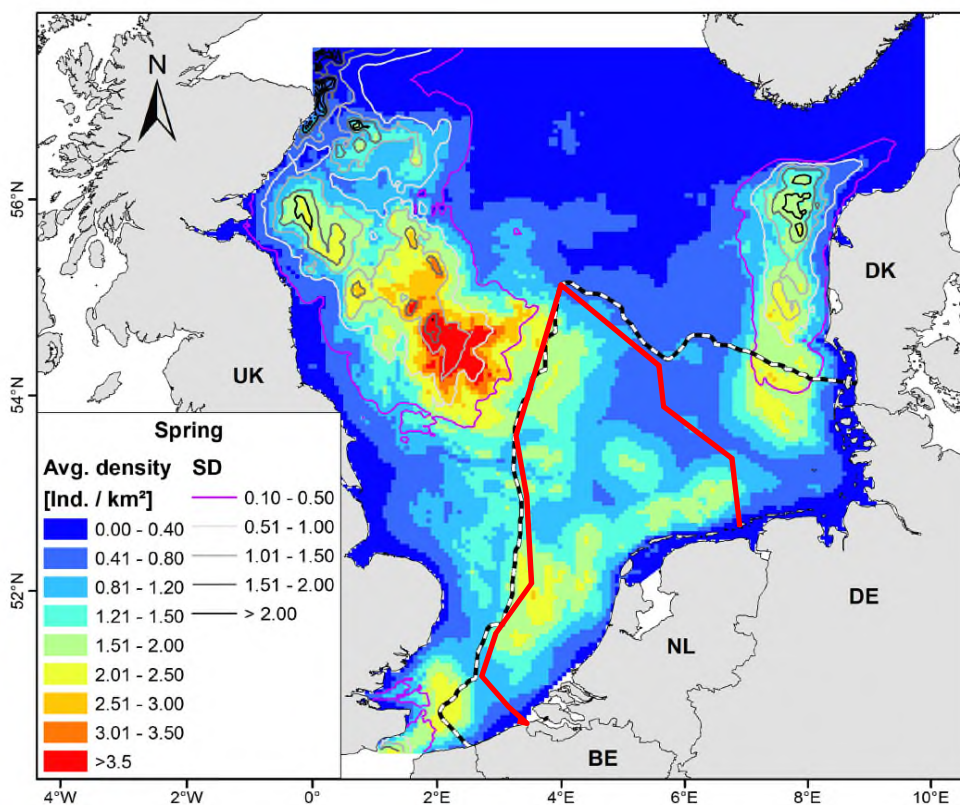 N
56°N
DK
UK
54°N
Spring
Avg. density SD
[Ind. / km²]
0.00 - 0.40
0.41 - 0.80
0.81 - 1.20
1.21 - 1.50
1.51 - 2.00
2.01 - 2.50
2.51 - 3.00
3.01 - 3.50
>3.5
0.10 - 0.50
0.51 - 1.00
1.01 - 1.50
1.51 - 2.00
> 2.00
52°N
DE
NL
BE
4°W 2°W 0° 2°E 4°E 6°E 8°E 10°E